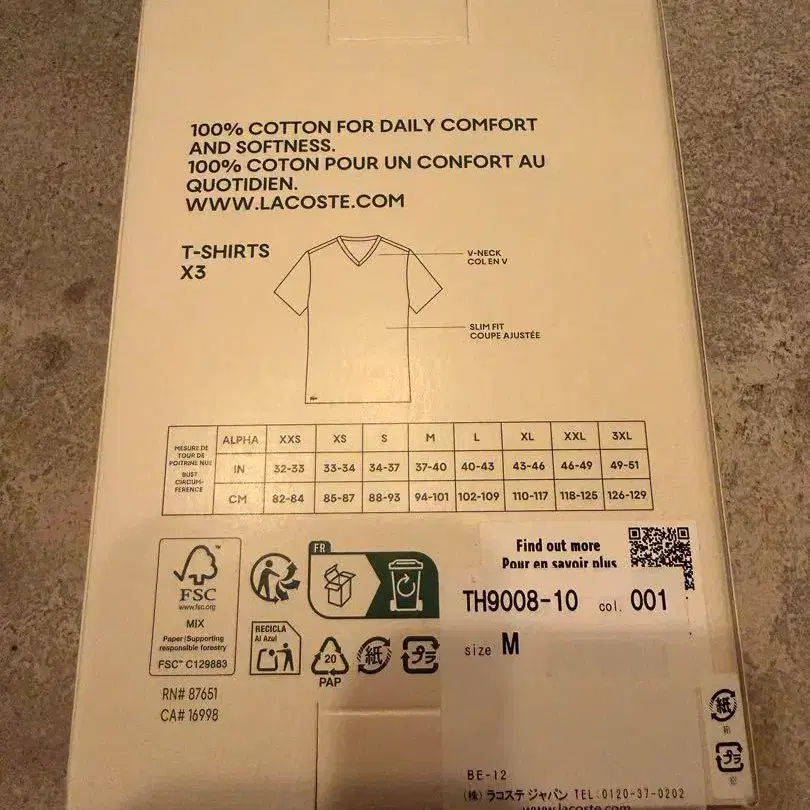 100% COTTON FOR DAILY COMFORT
AND SOFTNESS.
100% COTON POUR UN CONFORT AU
QUOTIDIEN.
WWW.LACOSTE.COM
T-SHIRTS
X3
V-NECK
COL EN V
SLIM FIT
COUPE AJUSTÉE
MESURE DE
TOUR DE
POITRINE NUE
BUST
CIRCUM-
FERENCE
ALPHA XXS XS S M L XL XXL 3XL
IN 32-33 33-34 34-37 37-40 40-43 43-46 46-49 49-51
CM 82-84 85-87 88-93 94-101 102-109 110-117 118-125 126-129
FSC
www.fsc.org
MIX
Paper | Supporting
responsible forestry
FSC™ C129883
FR
RECICLA
Al Azul
20
PAP
紙
プラ
RN# 87651
CA# 16998
Find out more
Pour en savoir plus
TH9008-10 col. 001
size M
BE-12
(株) ラコステ ジャパン TEL:0120-37-0202
www.lacoste.com
紙
プラ